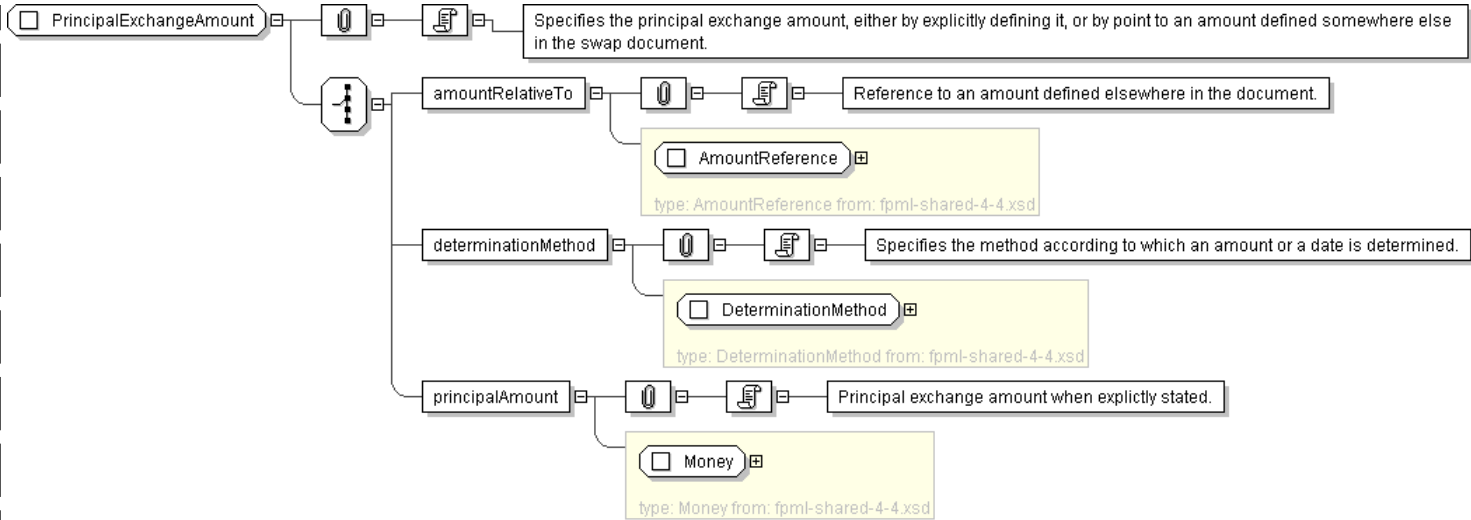 PrincipalExchangeAmount
Specifies the principal exchange amount, either by explicitly defining it, or by point to an amount defined somewhere else
in the swap document.
amountRelativeTo
Reference to an amount defined elsewhere in the document.
AmountReference
type: AmountReference from: fpml-shared-4-4.xsd
determinationMethod
Specifies the method according to which an amount or a date is determined.
DeterminationMethod
type: DeterminationMethod from: fpml-shared-4-4.xsd
principalAmount
Principal exchange amount when explictly stated.
Money
type: Money from: fpml-shared-4-4.xsd